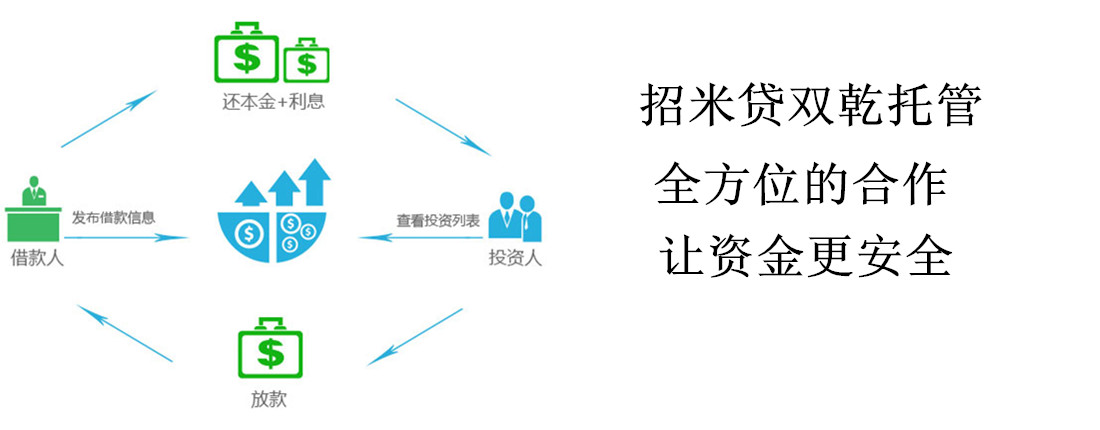 还本金+利息
发布借款信息
查看投资列表
借款人
投资人
放款
招米贷双乾托管
全方位的合作
让资金更安全